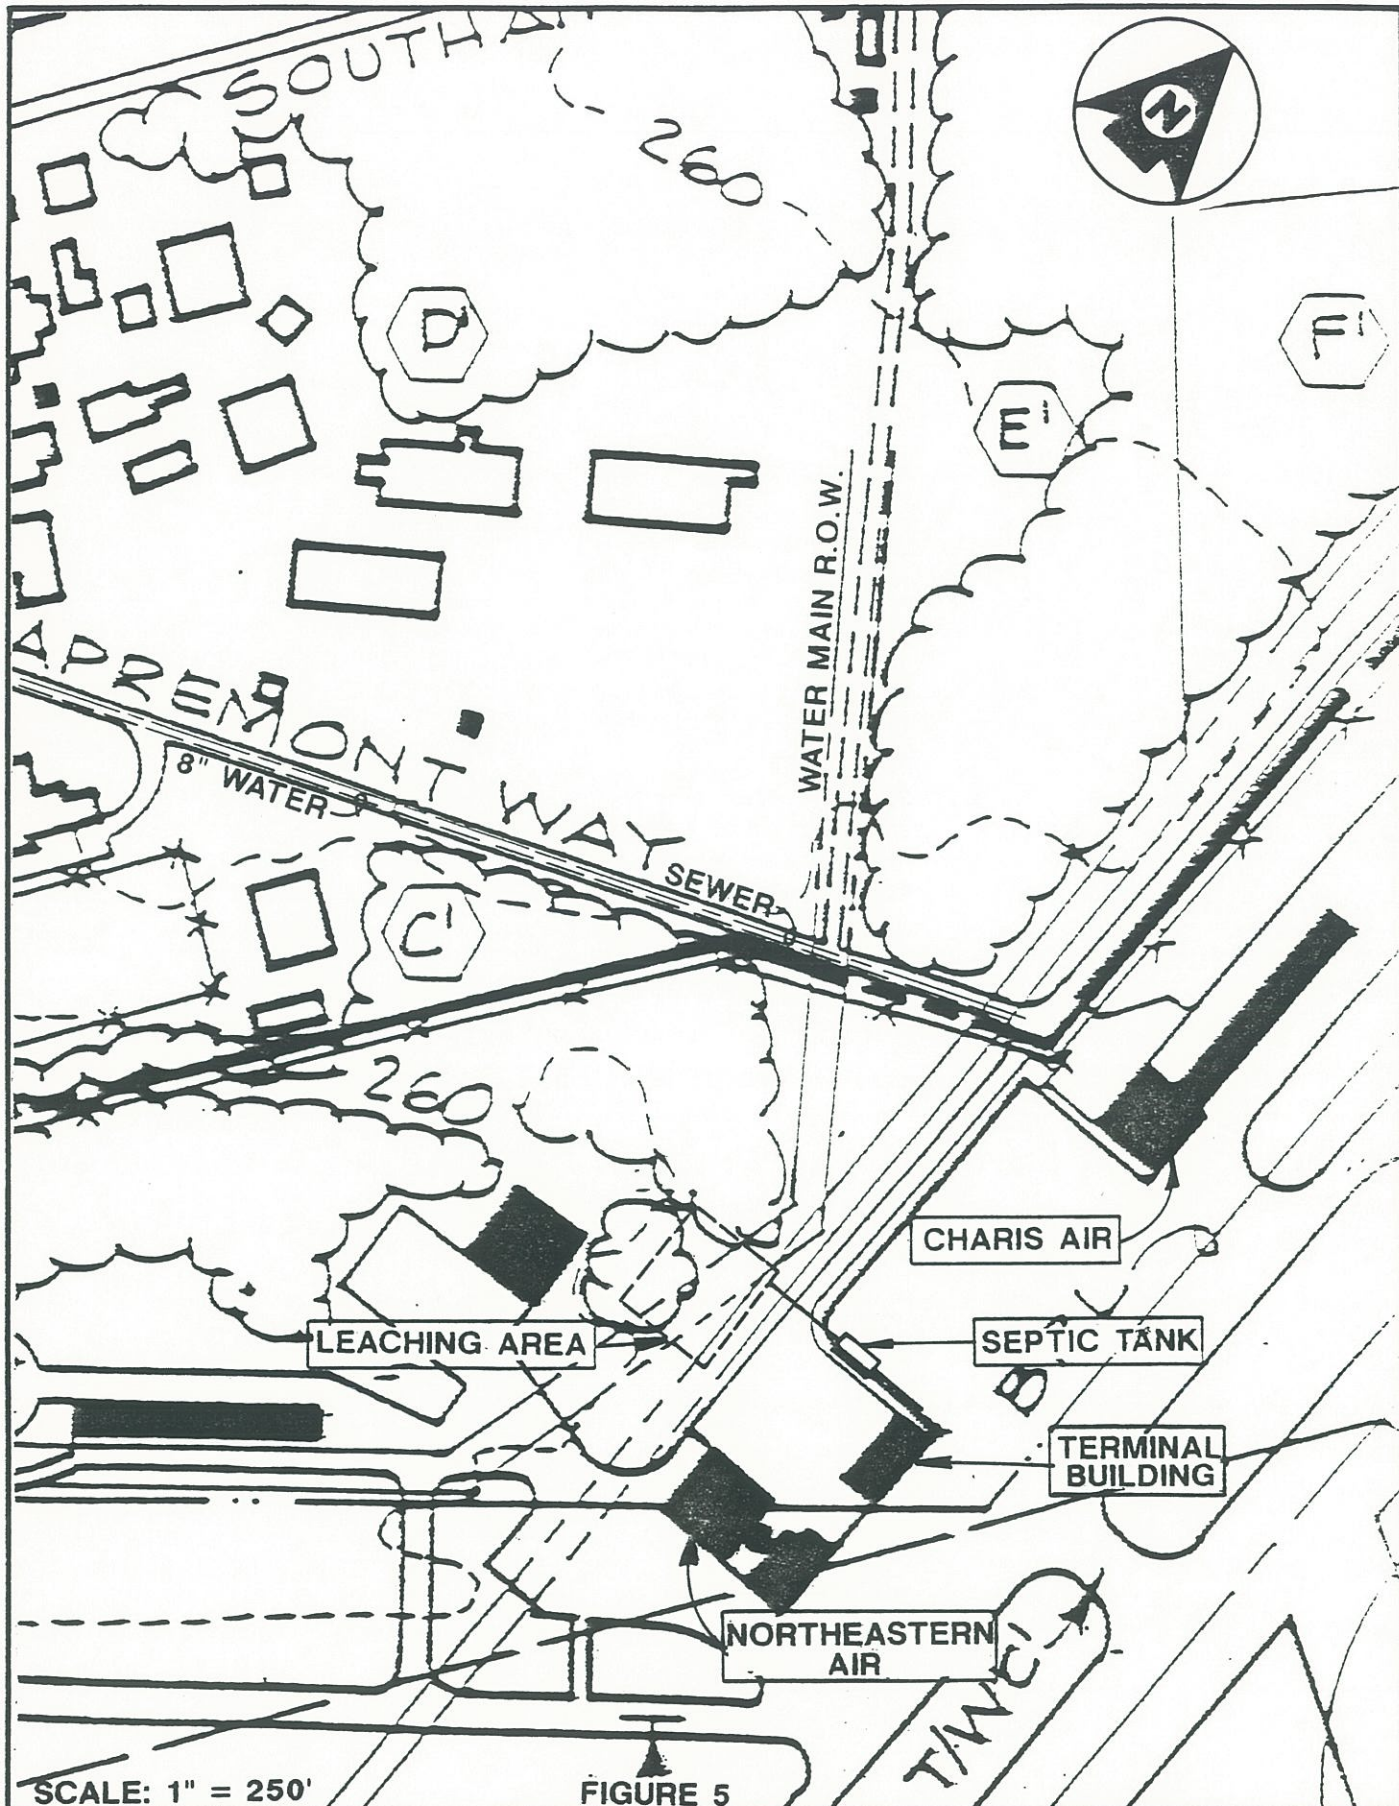 SOUTH A
N
260
D'
F'
E'
WATER MAIN R.O.W.
APREMONT WAY
8" WATER
SEWER
C'
260
CHARIS AIR
LEACHING AREA
SEPTIC TANK
B'
TERMINAL
BUILDING
NORTHEASTERN
AIR
T/W C'
SCALE: 1" = 250'
FIGURE 5